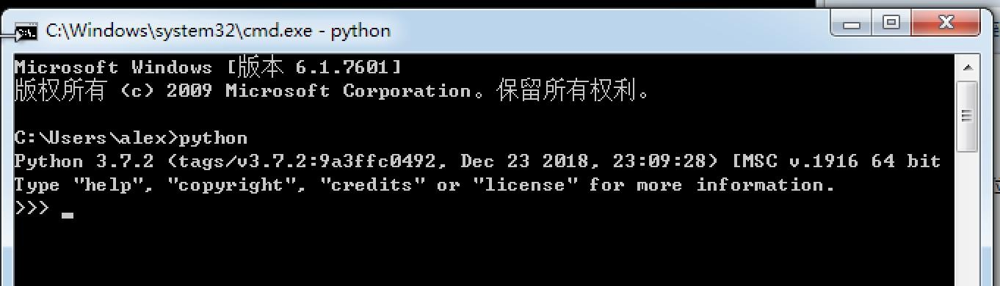 C:\Windows\system32\cmd.exe - python
Microsoft Windows [版本 6.1.7601]
版权所有 (c) 2009 Microsoft Corporation。保留所有权利。
C:\Users\alex>python
Python 3.7.2 (tags/v3.7.2:9a3ffc0492, Dec 23 2018, 23:09:28) [MSC v.1916 64 bit
Type "help", "copyright", "credits" or "license" for more information.
>>> _